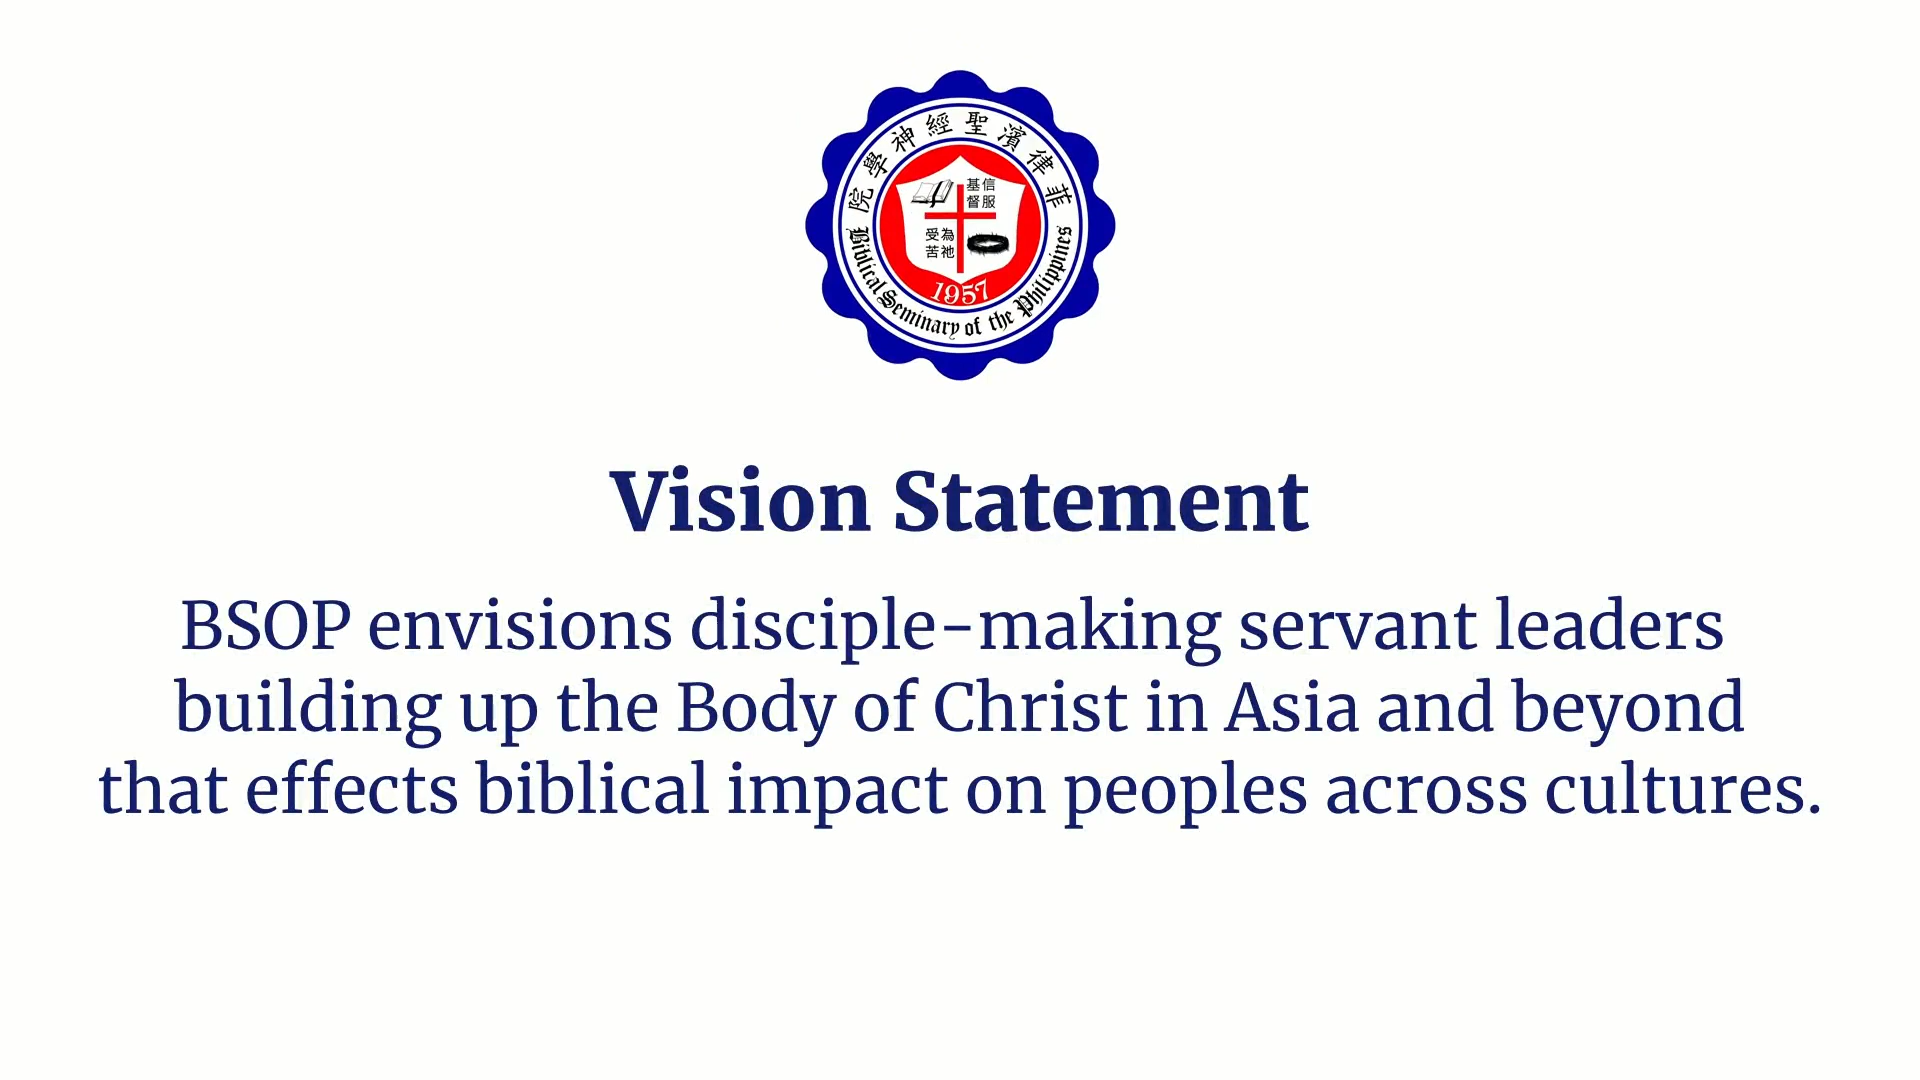 菲律濱聖經神學院
信服基督
為祂受苦
1957
Biblical Seminary of the Philippines
Vision Statement
BSOP envisions disciple-making servant leaders
building up the Body of Christ in Asia and beyond
that effects biblical impact on peoples across cultures.